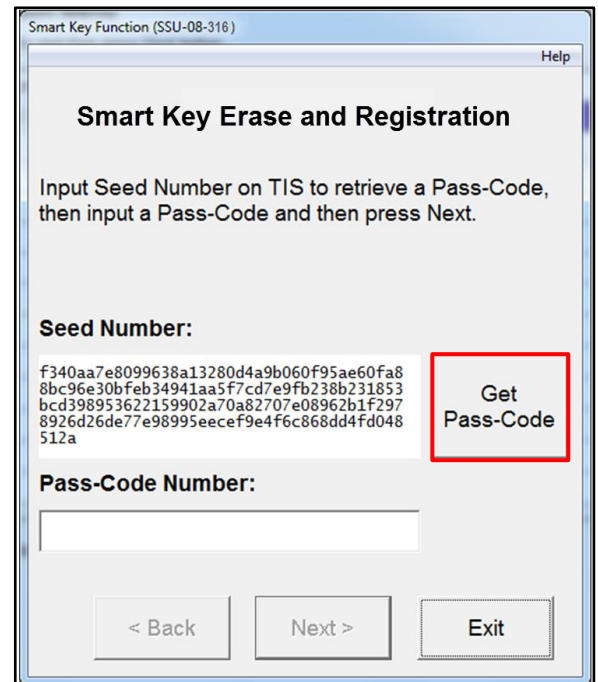 Smart Key Function (SSU-08-316)
Help
Smart Key Erase and Registration
Input Seed Number on TIS to retrieve a Pass-Code,
then input a Pass-Code and then press Next.
Seed Number:
f340aa7e8099638a13280d4a9b060f95ae60fa8
8bc96e30bfeb34941aa5f7cd7e9fb238b231853
bcd398953622159902a70a82707e08962b1f297
8926d26de77e98995eecef9e4f6c868dd4fd048
512a
Get
Pass-Code
Pass-Code Number:
< Back
Next >
Exit